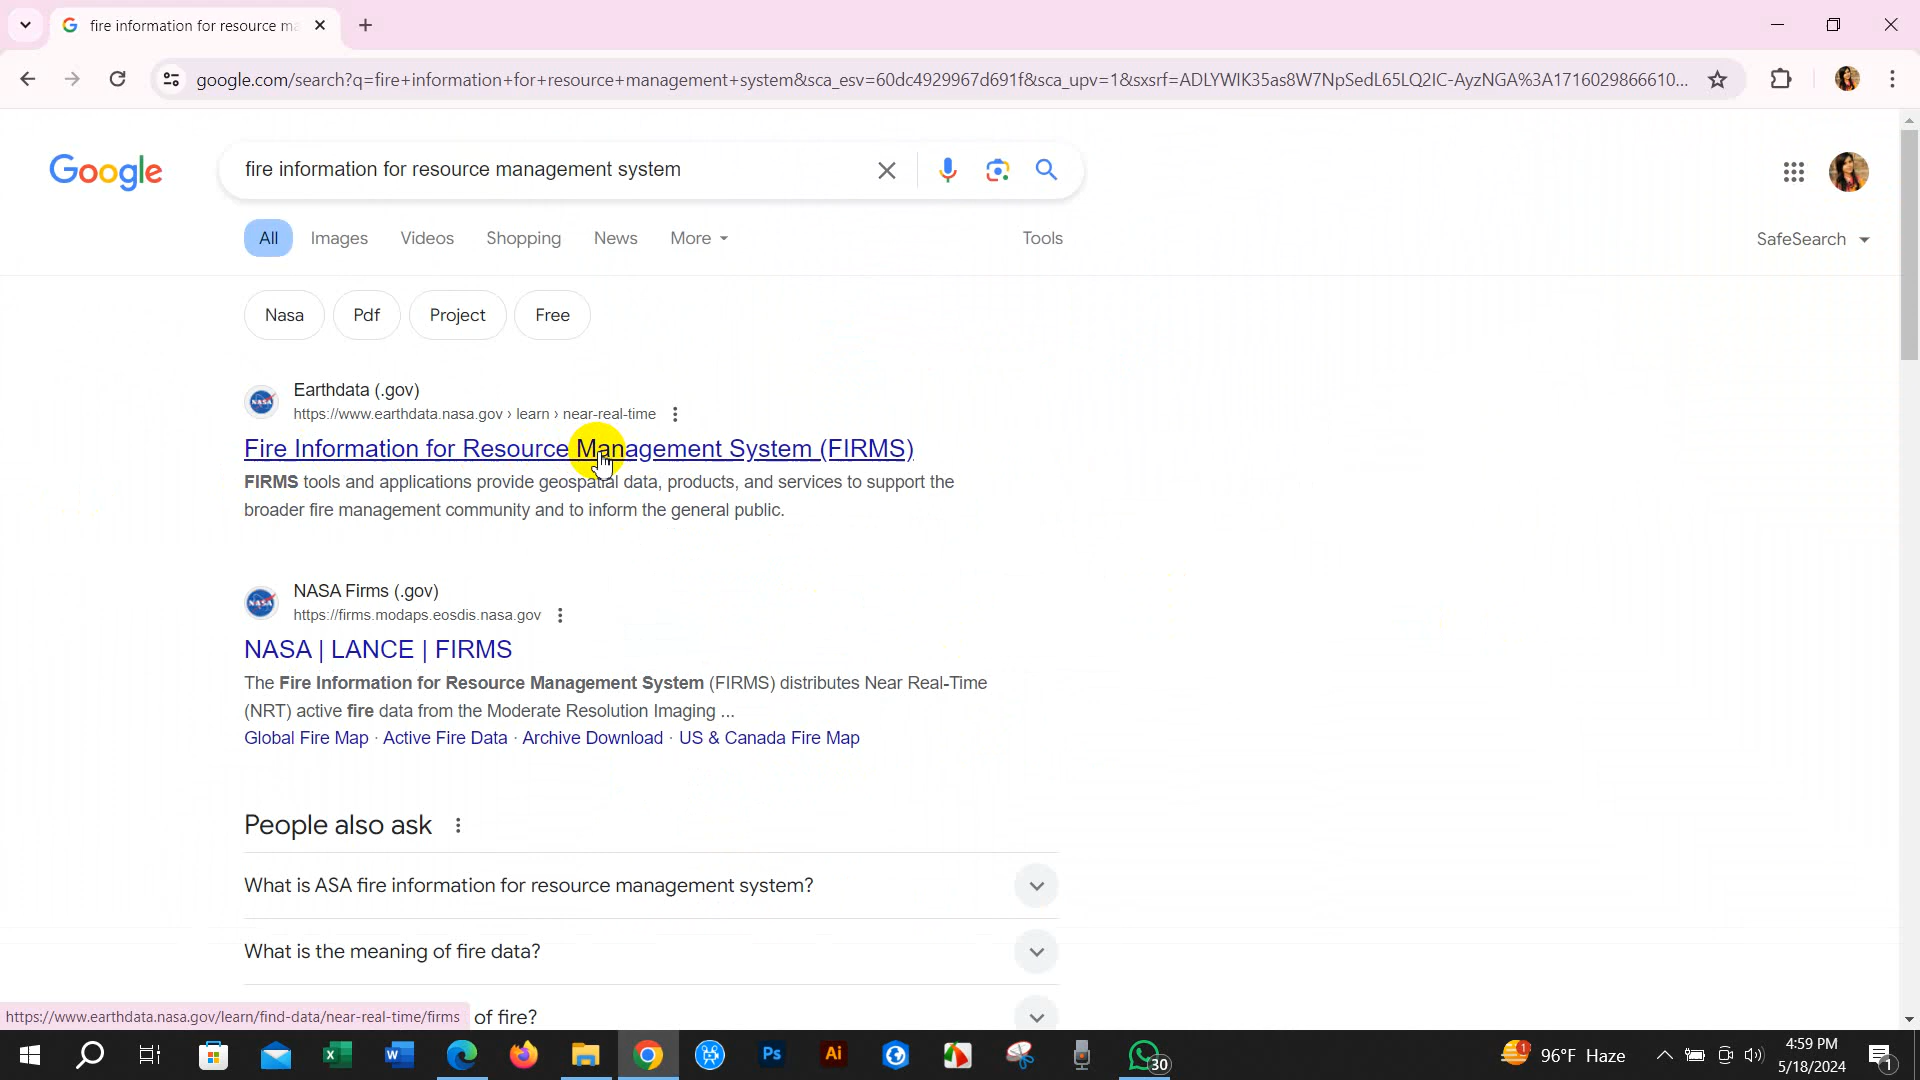 fire information for resource ma
google.com/search?q=fire+information+for+resource+management+system&sca_esv=60dc4929967d691f&sca_upv=1&sxsrf=ADLYWIK35as8W7NpSedL65LQ2IC-AyzNGA%3A1716029866610...
Google
fire information for resource management system
All Images Videos Shopping News More Tools SafeSearch
Nasa Pdf Project Free
NASA
Earthdata (.gov)
https://www.earthdata.nasa.gov › learn › near-real-time
Fire Information for Resource Management System (FIRMS)
FIRMS tools and applications provide geospatial data, products, and services to support the
broader fire management community and to inform the general public.
NASA
NASA Firms (.gov)
https://firms.modaps.eosdis.nasa.gov
NASA | LANCE | FIRMS
The Fire Information for Resource Management System (FIRMS) distributes Near Real-Time
(NRT) active fire data from the Moderate Resolution Imaging ...
Global Fire Map · Active Fire Data · Archive Download · US & Canada Fire Map
People also ask
What is ASA fire information for resource management system?
What is the meaning of fire data?
https://www.earthdata.nasa.gov/learn/find-data/near-real-time/firms of fire?
Ps Ai 30 1 96°F Haze 4:59 PM
5/18/2024 1